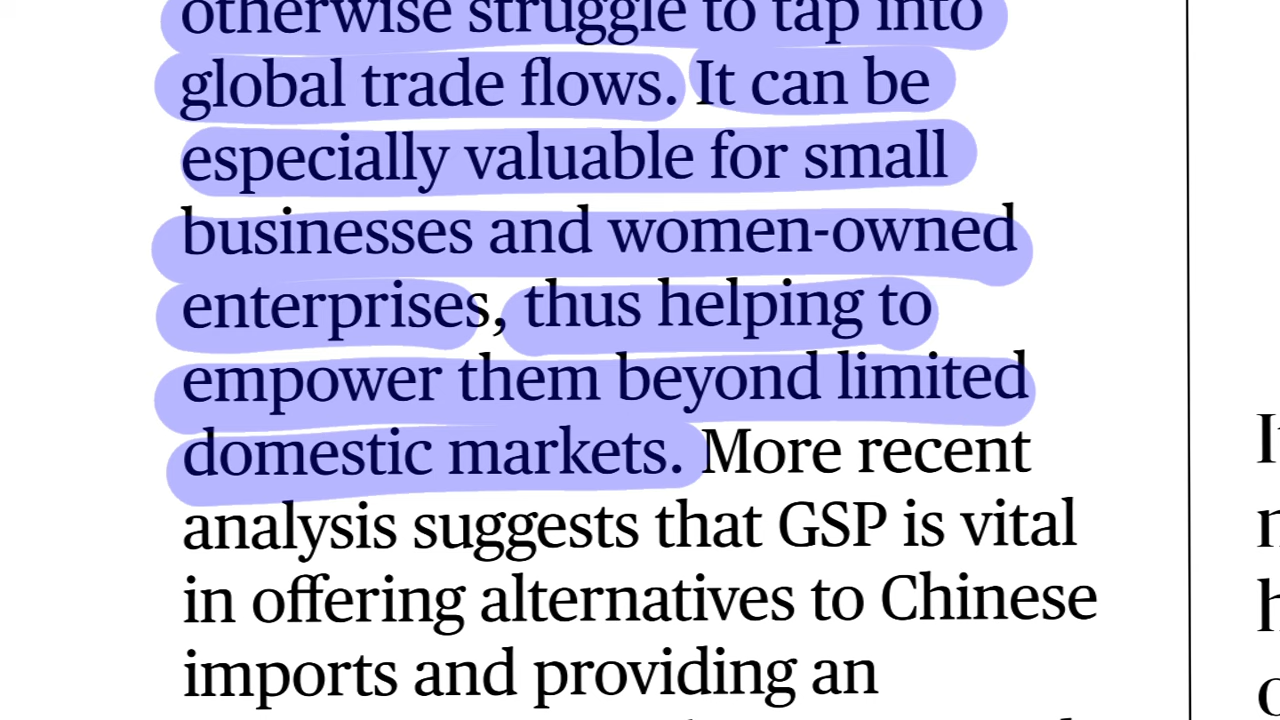 otherwise struggle to tap into
global trade flows. It can be
especially valuable for small
businesses and women-owned
enterprises, thus helping to
empower them beyond limited
domestic markets. More recent
analysis suggests that GSP is vital
in offering alternatives to Chinese
imports and providing an